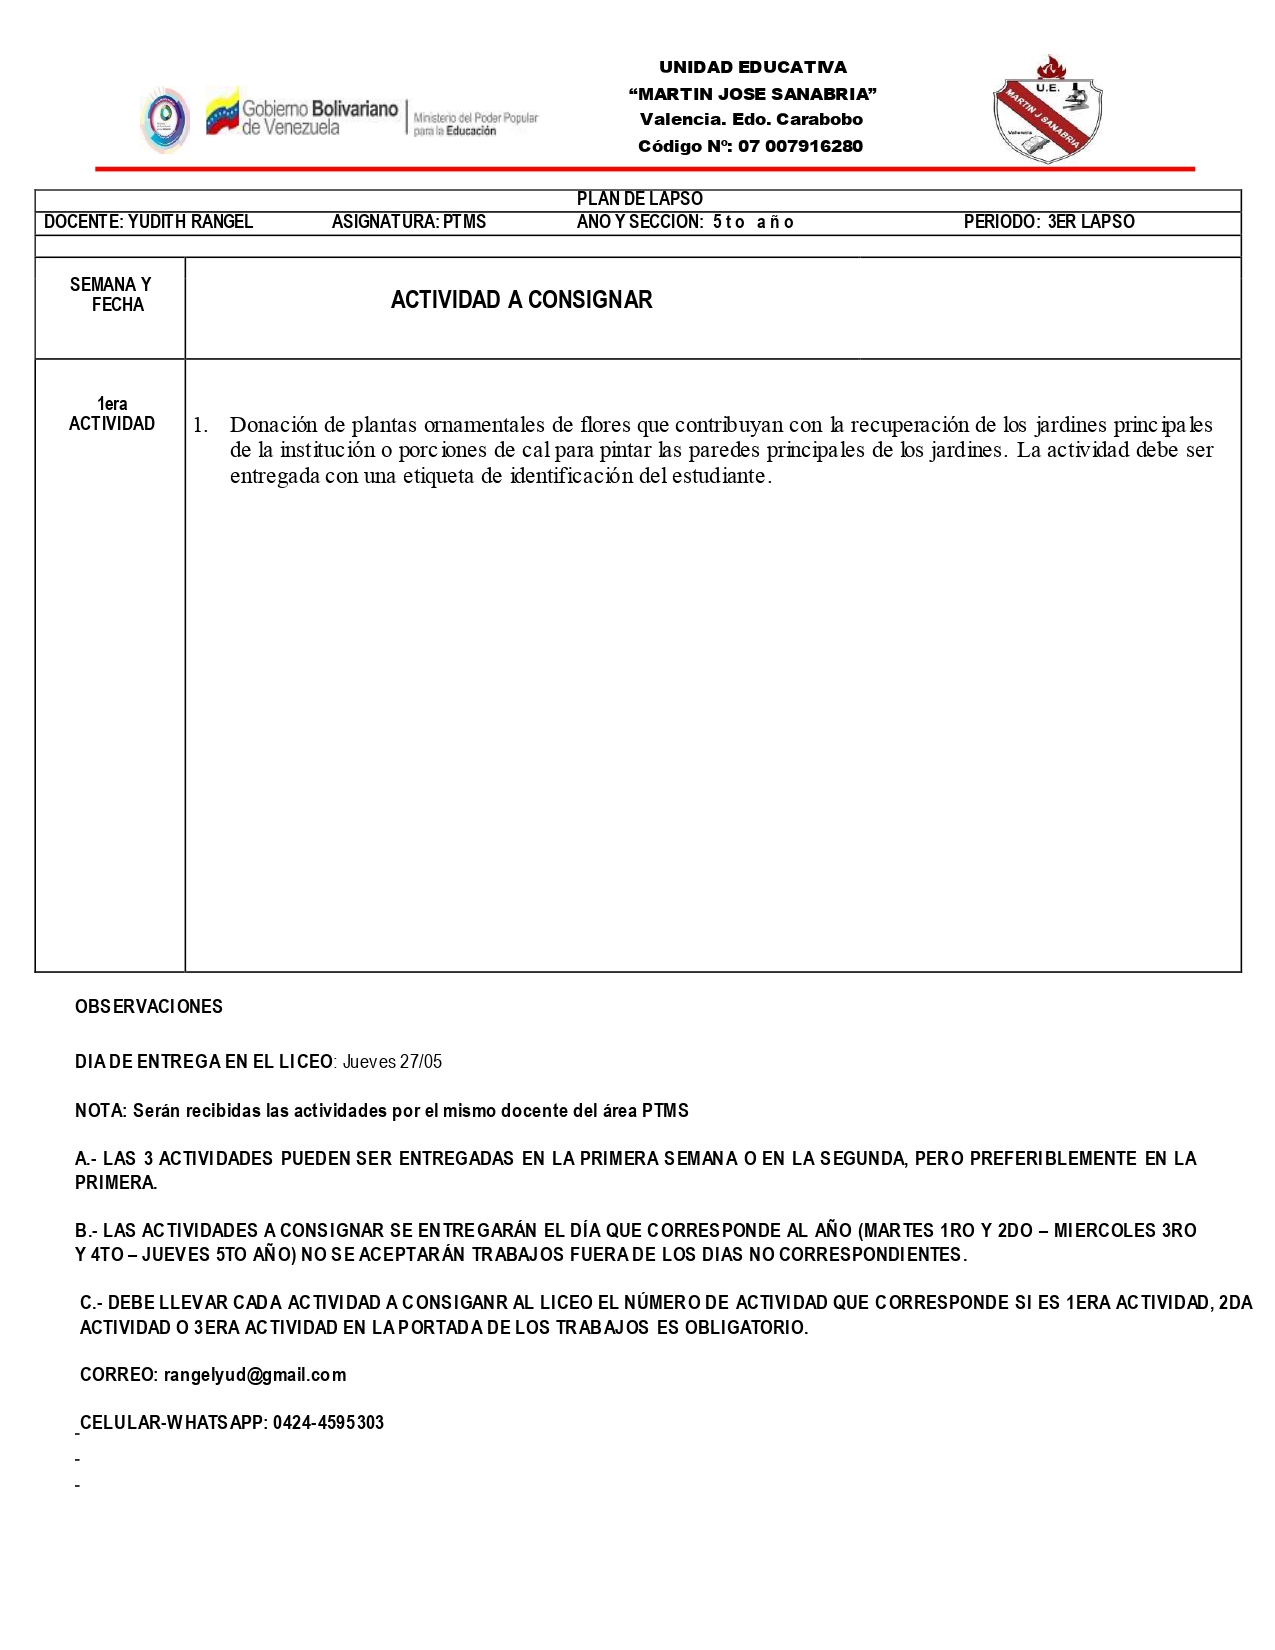 UNIDAD EDUCATIVA
“MARTIN JOSE SANABRIA”
Valencia. Edo. Carabobo
Código Nº: 07 007916280
Gobierno Bolivariano
de Venezuela
Ministerio del Poder Popular
para la Educación
U.E.
MARTIN J SANABRIA
Valencia
PLAN DE LAPSO
DOCENTE: YUDITH RANGEL ASIGNATURA: PTMS ANO Y SECCION: 5to año PERIODO: 3ER LAPSO
SEMANA Y
FECHA
ACTIVIDAD A CONSIGNAR
1era
ACTIVIDAD
1. Donación de plantas ornamentales de flores que contribuyan con la recuperación de los jardines principales
de la institución o porciones de cal para pintar las paredes principales de los jardines. La actividad debe ser
entregada con una etiqueta de identificación del estudiante.
OBSERVACIONES
DIA DE ENTREGA EN EL LICEO: Jueves 27/05
NOTA: Serán recibidas las actividades por el mismo docente del área PTMS
A.- LAS 3 ACTIVIDADES PUEDEN SER ENTREGADAS EN LA PRIMERA SEMANA O EN LA SEGUNDA, PERO PREFERIBLEMENTE EN LA
PRIMERA.
B.- LAS ACTIVIDADES A CONSIGNAR SE ENTREGARÁN EL DÍA QUE CORRESPONDE AL AÑO (MARTES 1RO Y 2DO – MIERCOLES 3RO
Y 4TO – JUEVES 5TO AÑO) NO SE ACEPTARÁN TRABAJOS FUERA DE LOS DIAS NO CORRESPONDIENTES.
C.- DEBE LLEVAR CADA ACTIVIDAD A CONSIGANR AL LICEO EL NÚMERO DE ACTIVIDAD QUE CORRESPONDE SI ES 1ERA ACTIVIDAD, 2DA
ACTIVIDAD O 3ERA ACTIVIDAD EN LA PORTADA DE LOS TRABAJOS ES OBLIGATORIO.
CORREO: rangelyud@gmail.com
CELULAR-WHATSAPP: 0424-4595303
-
-
-